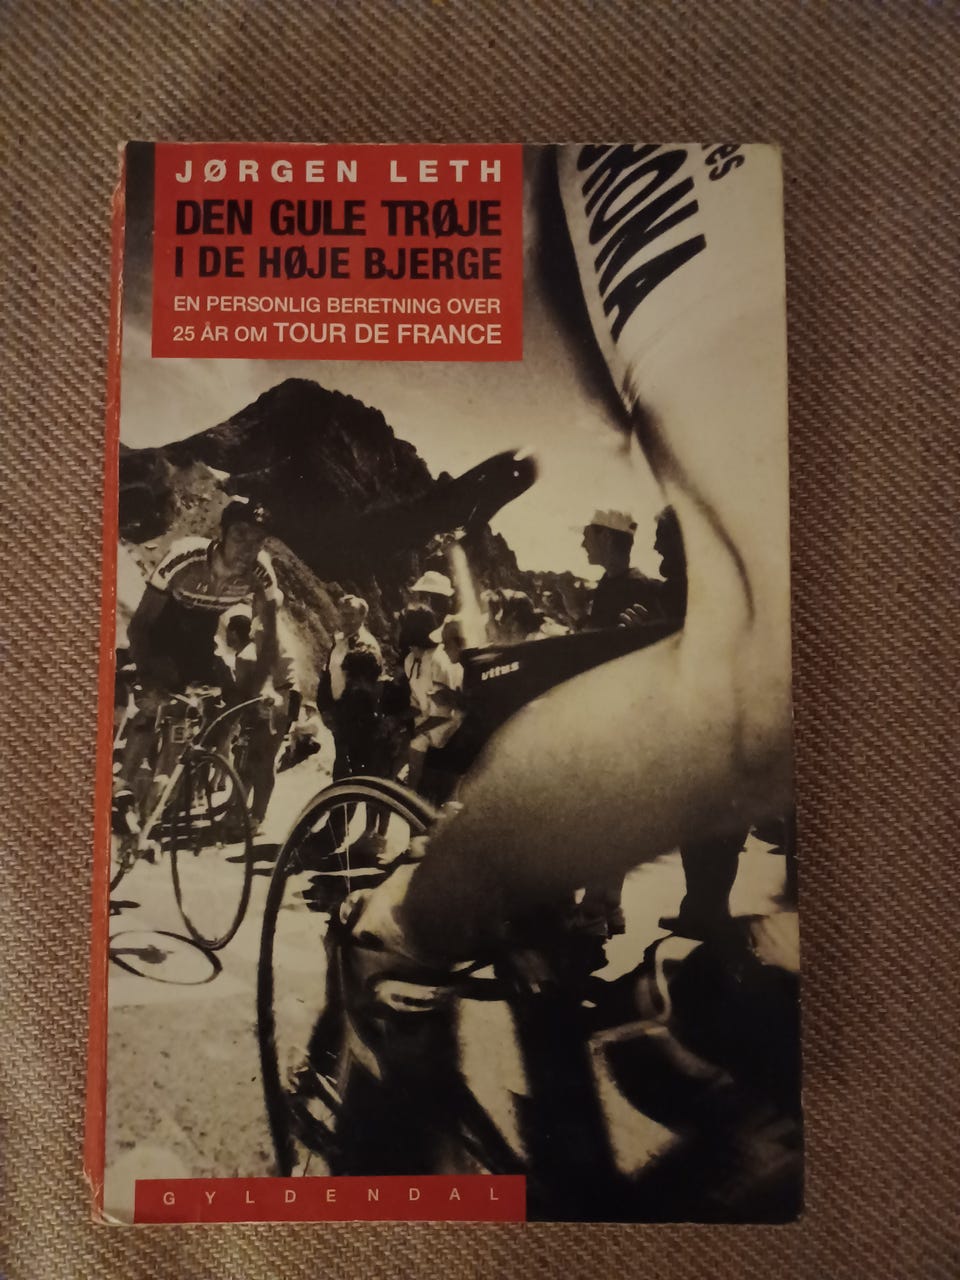 JØRGEN LETH
DEN GULE TRØJE
I DE HØJE BJERGE
EN PERSONLIG BERETNING OVER
25 ÅR OM TOUR DE FRANCE
vitus
GYLDENDAL